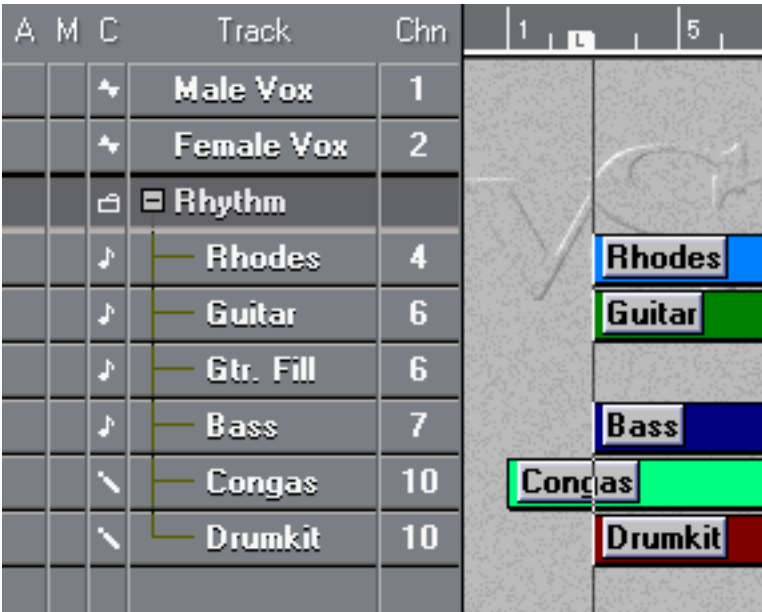 A M C Track Chn 1 L 5
Male Vox 1
Female Vox 2
Rhythm
Rhodes 4 Rhodes
Guitar 6 Guitar
Gtr. Fill 6
Bass 7 Bass
Congas 10 Congas
Drumkit 10 Drumkit